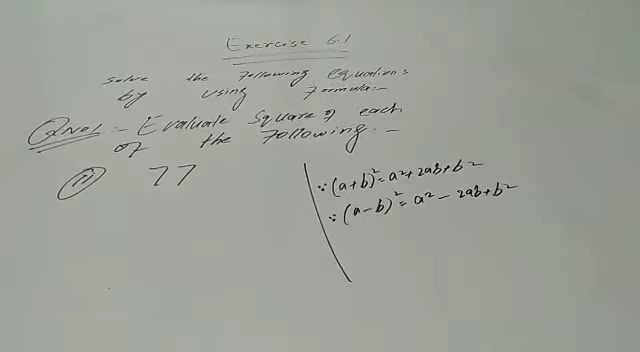 Exercise 6.1
Solve the Following equations
by using Formula:-
Q.No1:- Evaluate Square of each
of the Following:-
(ii) 77
∵ (a+b)² = a²+2ab+b²
∵ (a-b)² = a² - 2ab+b²